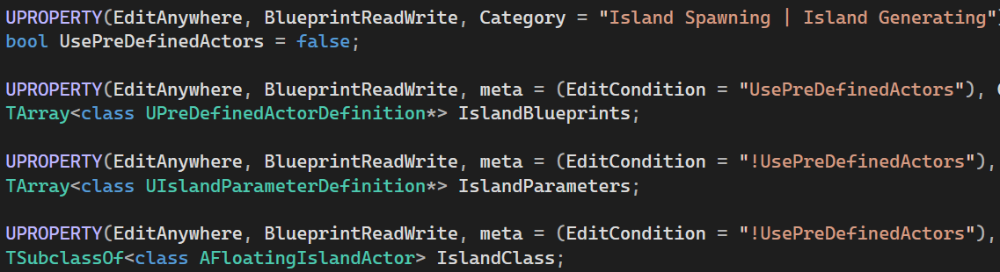 UPROPERTY(EditAnywhere, BlueprintReadWrite, Category = "Island Spawning | Island Generating"
bool UsePreDefinedActors = false;
UPROPERTY(EditAnywhere, BlueprintReadWrite, meta = (EditCondition = "UsePreDefinedActors"),
TArray<class UPreDefinedActorDefinition*> IslandBlueprints;
UPROPERTY(EditAnywhere, BlueprintReadWrite, meta = (EditCondition = "!UsePreDefinedActors"),
TArray<class UIslandParameterDefinition*> IslandParameters;
UPROPERTY(EditAnywhere, BlueprintReadWrite, meta = (EditCondition = "!UsePreDefinedActors"),
TSubclassOf<class AFloatingIslandActor> IslandClass;